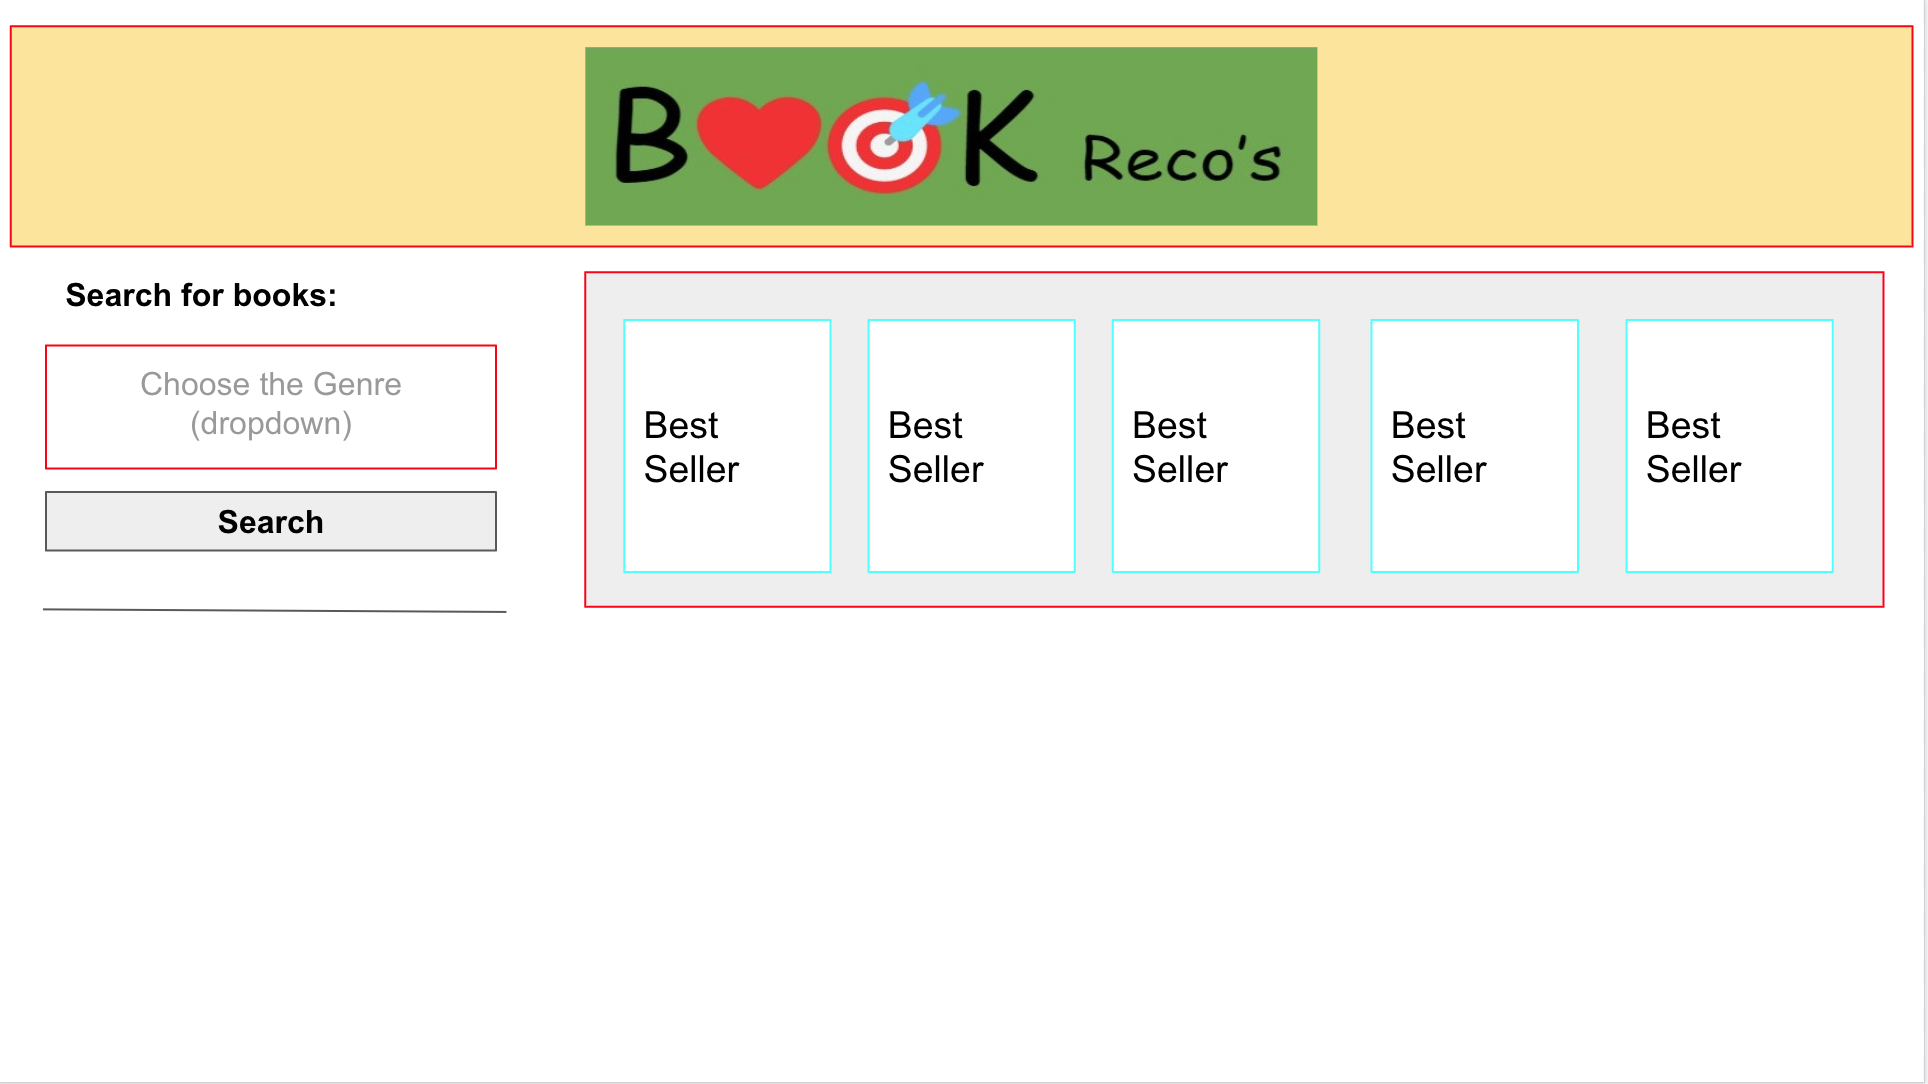 BOOK Reco's
Search for books:
Choose the Genre
(dropdown)
Search
Best
Seller
Best
Seller
Best
Seller
Best
Seller
Best
Seller